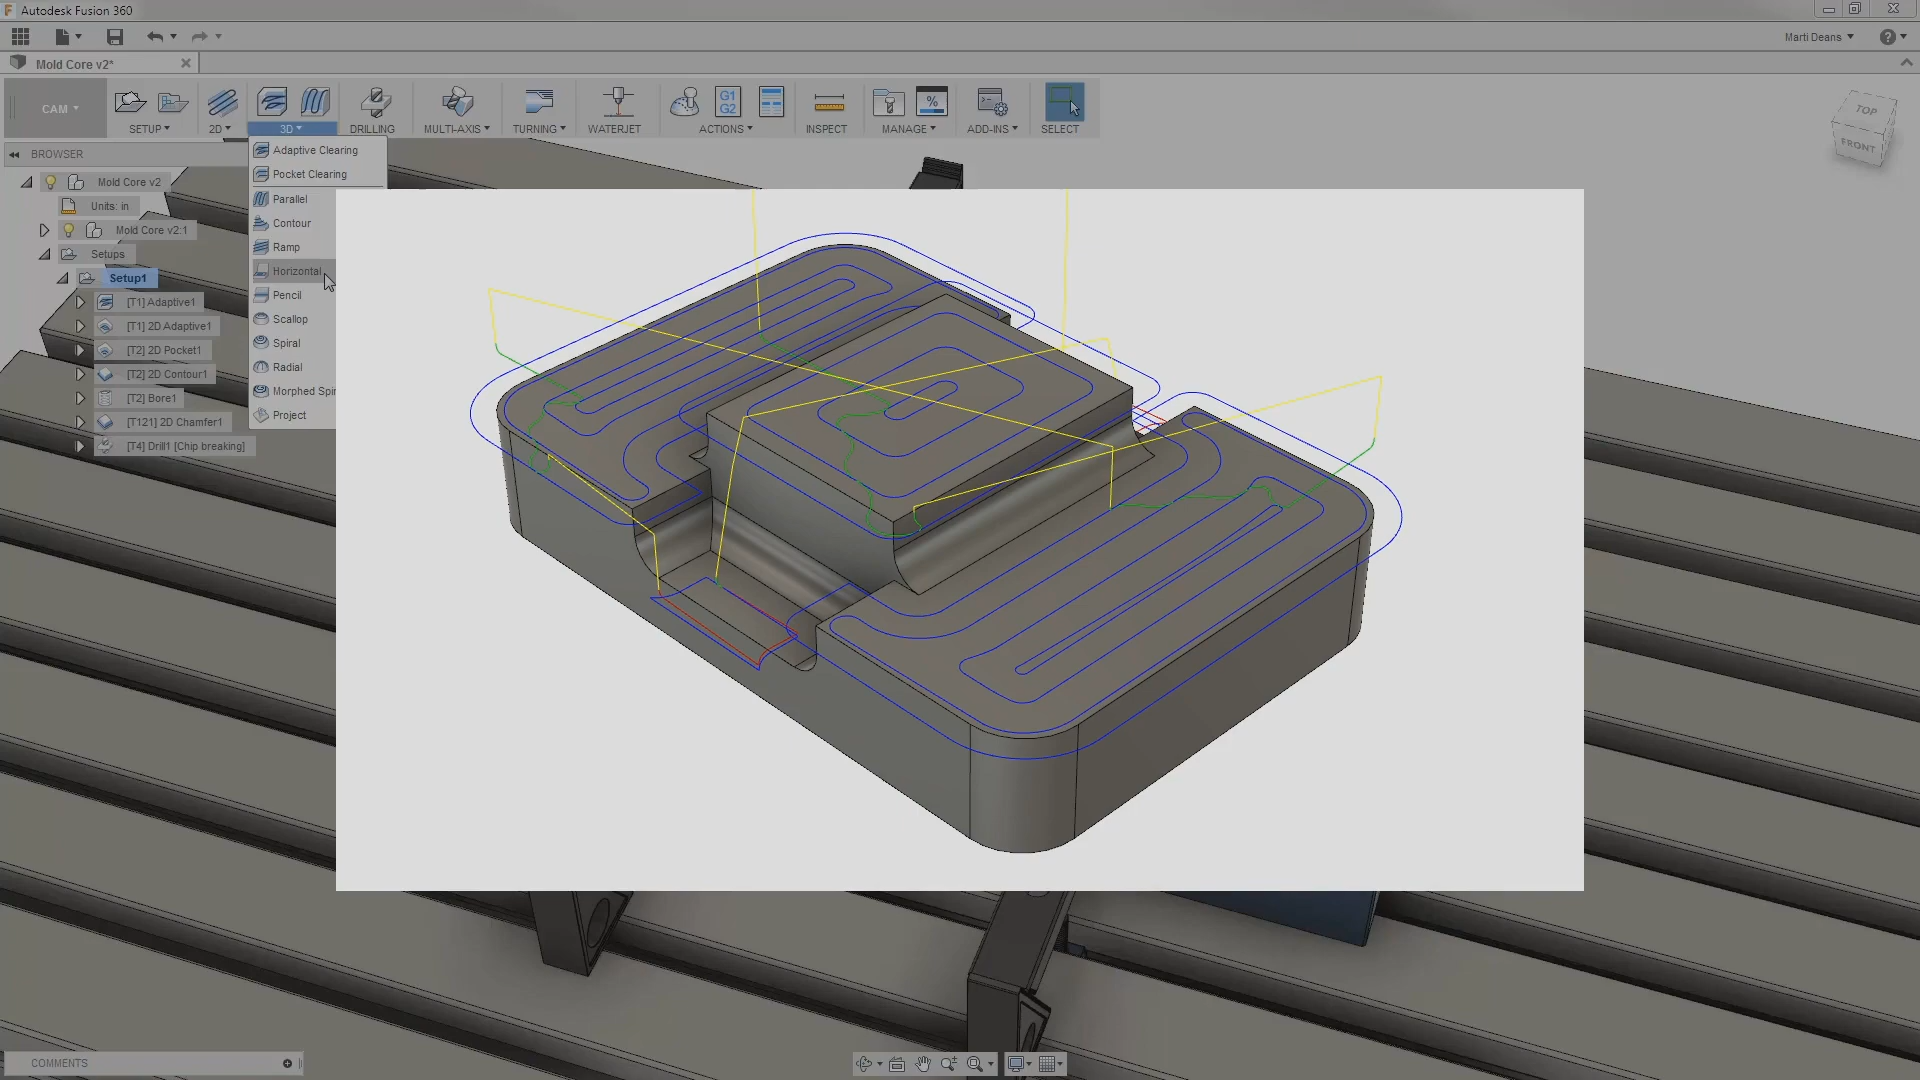 Autodesk Fusion 360
Marti Deans
Mold Core v2*
CAM
SETUP
2D
3D
DRILLING
MULTI-AXIS
TURNING
WATERJET
G1
G2
ACTIONS
INSPECT
%
MANAGE
ADD-INS
SELECT
TOP
FRONT
BROWSER
Mold Core v2
Units: in
Mold Core v2:1
Setups
Setup1
[T1] Adaptive1
[T1] 2D Adaptive1
[T2] 2D Pocket1
[T2] 2D Contour1
[T2] Bore1
[T121] 2D Chamfer1
[T4] Drill1 [Chip breaking]
Adaptive Clearing
Pocket Clearing
Parallel
Contour
Ramp
Horizontal
Pencil
Scallop
Spiral
Radial
Morphed Spir
Project
COMMENTS